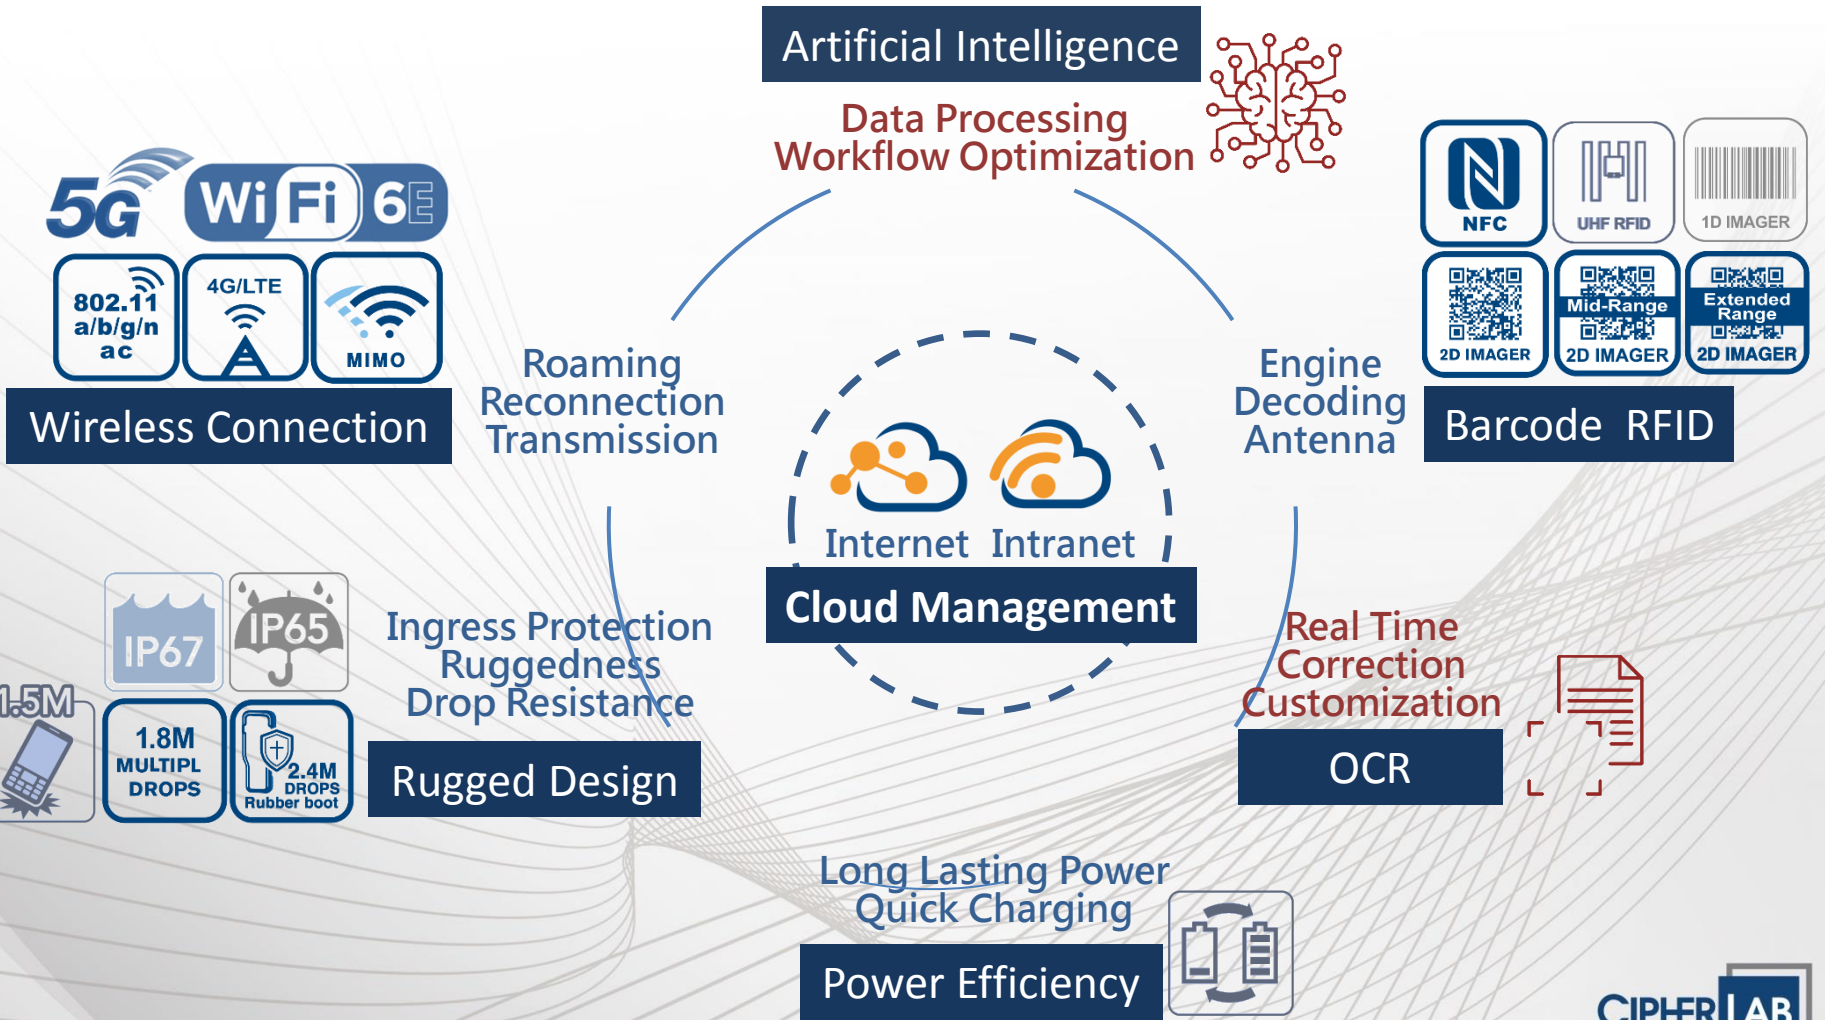 Artificial Intelligence
Data Processing
Workflow Optimization
5G
WiFi 6E
802.11
a/b/g/n
ac
4G/LTE
MIMO
Wireless Connection
Roaming
Reconnection
Transmission
NFC
UHF RFID
1D IMAGER
2D IMAGER
Mid-Range
2D IMAGER
Extended
Range
2D IMAGER
Engine
Decoding
Antenna
Barcode RFID
Internet Intranet
Cloud Management
IP67
IP65
1.5M
1.8M
MULTIPL
DROPS
2.4M
DROPS
Rubber boot
Ingress Protection
Ruggedness
Drop Resistance
Rugged Design
Real Time
Correction
Customization
OCR
Long Lasting Power
Quick Charging
Power Efficiency
CIPHERLAB